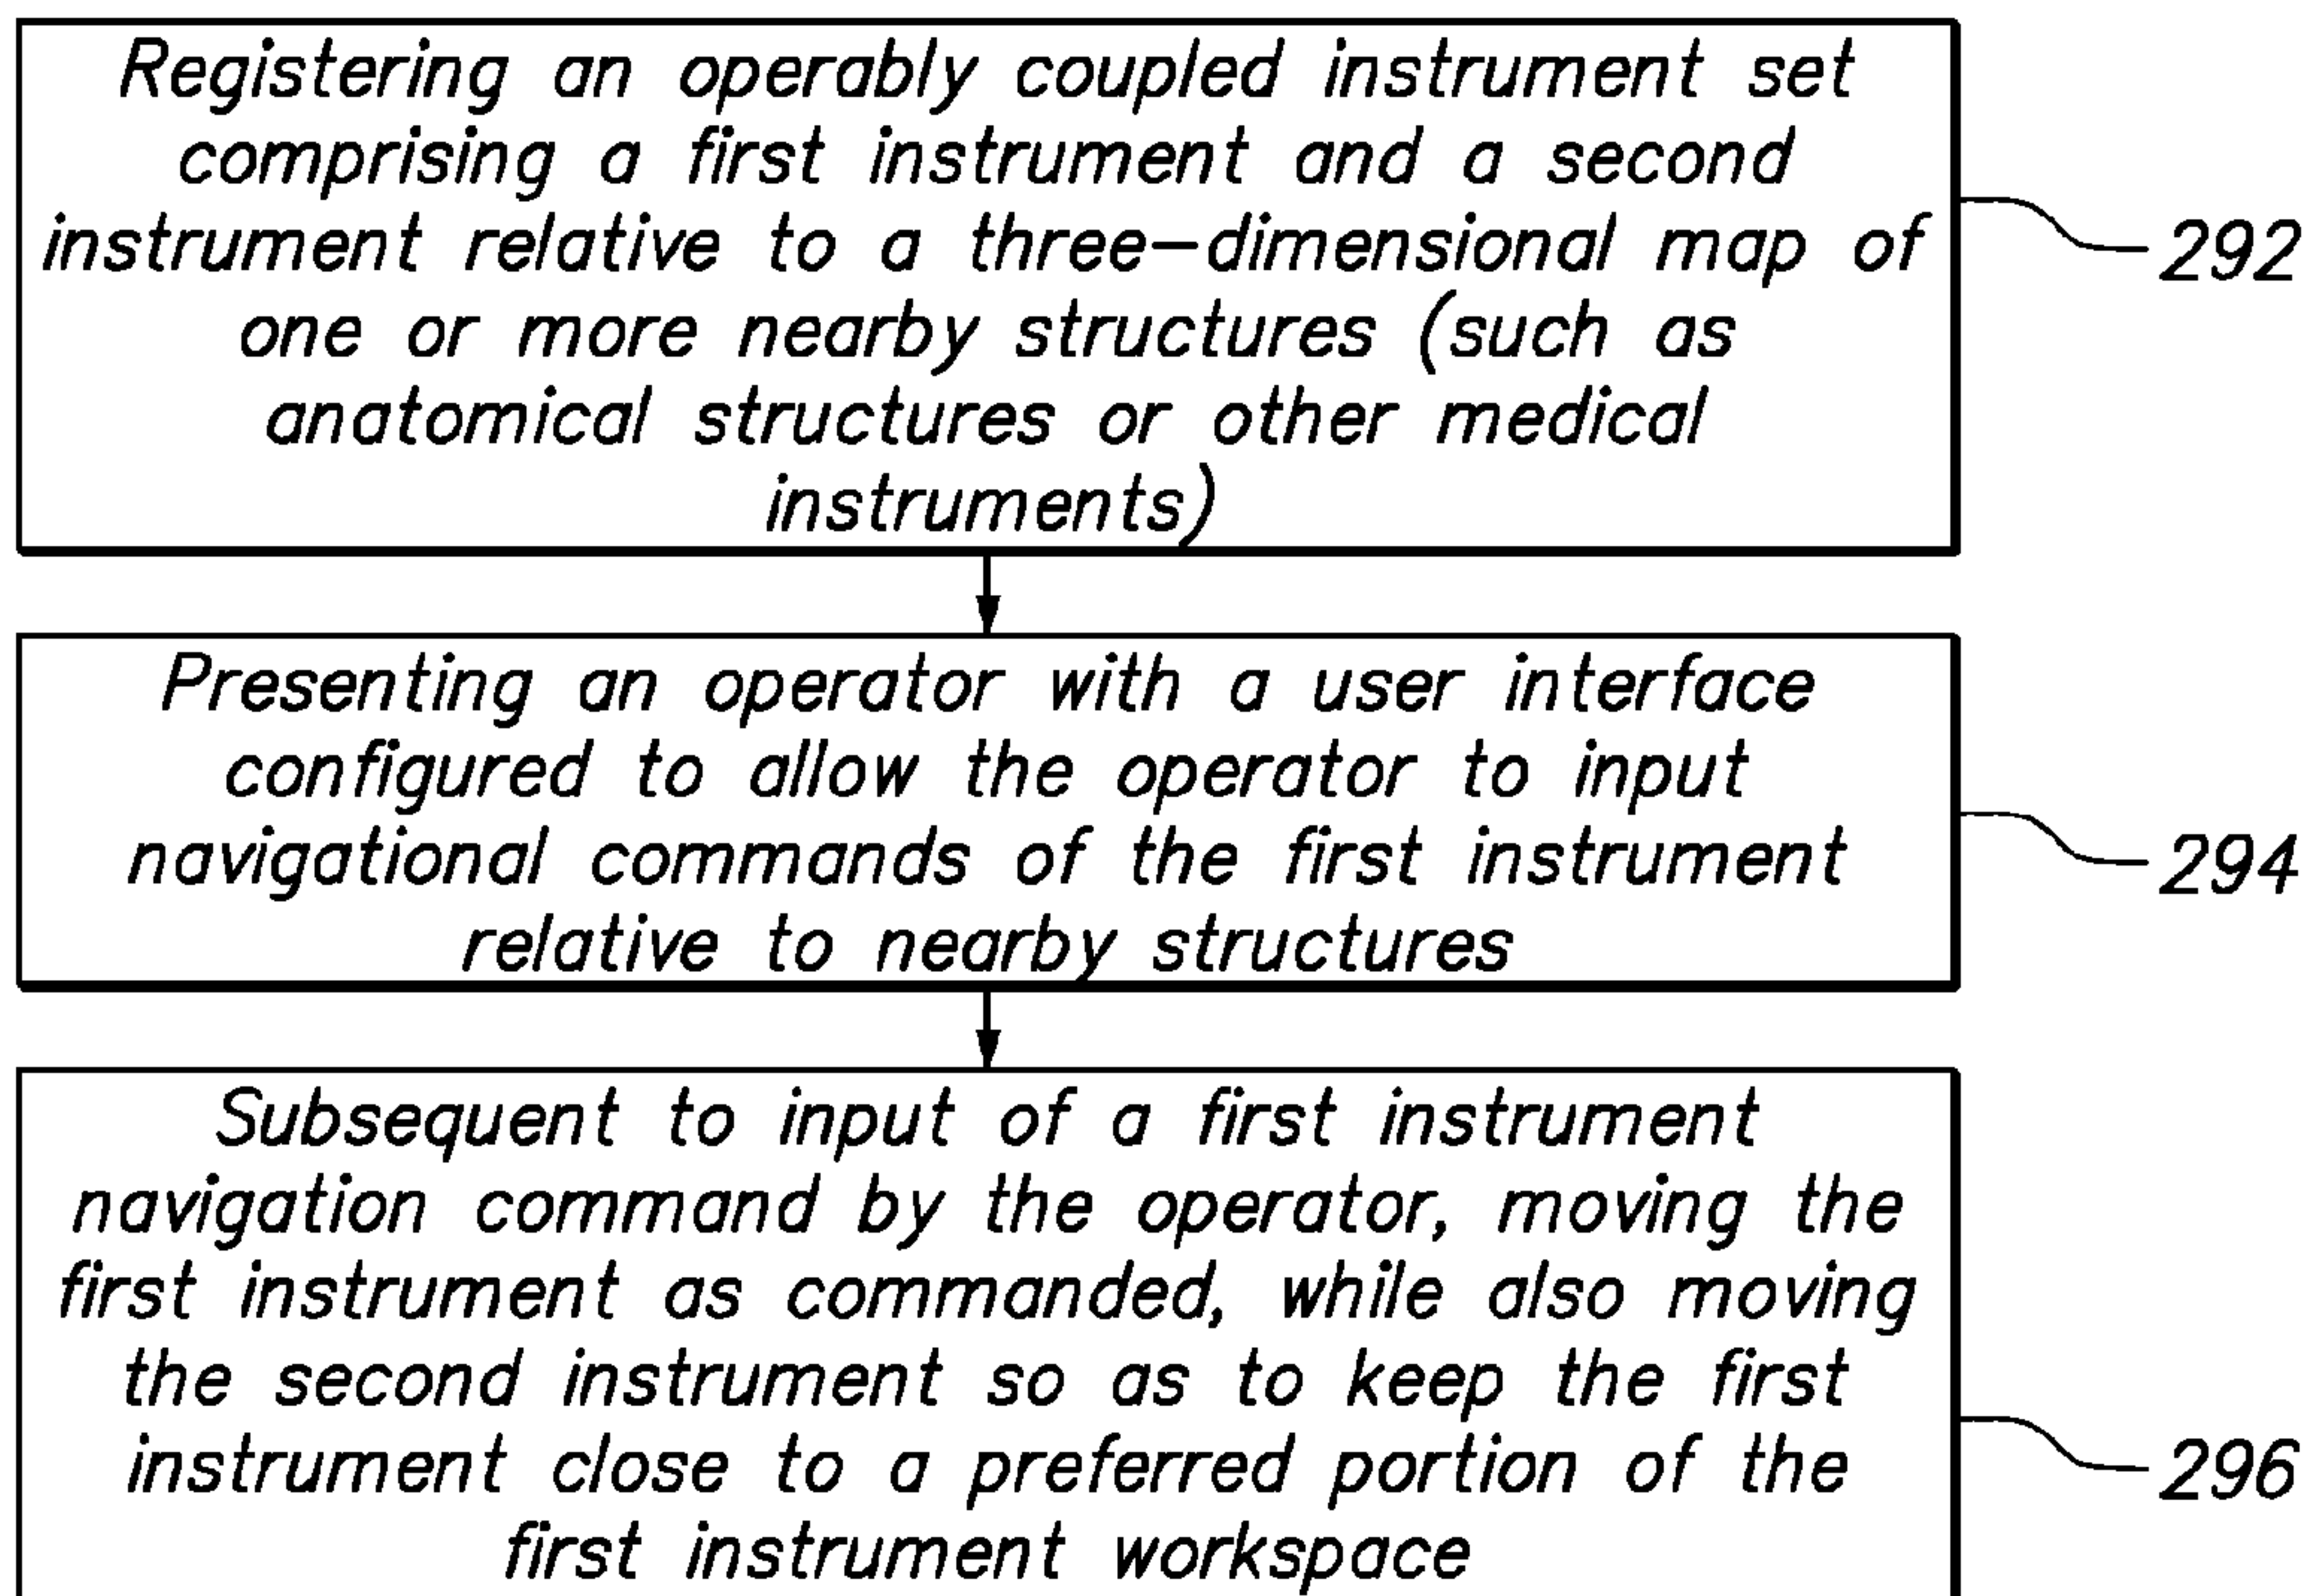 Registering an operably coupled instrument set
comprising a first instrument and a second
instrument relative to a three-dimensional map of
one or more nearby structures (such as
anatomical structures or other medical
instruments)
292
Presenting an operator with a user interface
configured to allow the operator to input
navigational commands of the first instrument
relative to nearby structures
294
Subsequent to input of a first instrument
navigation command by the operator, moving the
first instrument as commanded, while also moving
the second instrument so as to keep the first
instrument close to a preferred portion of the
first instrument workspace
296